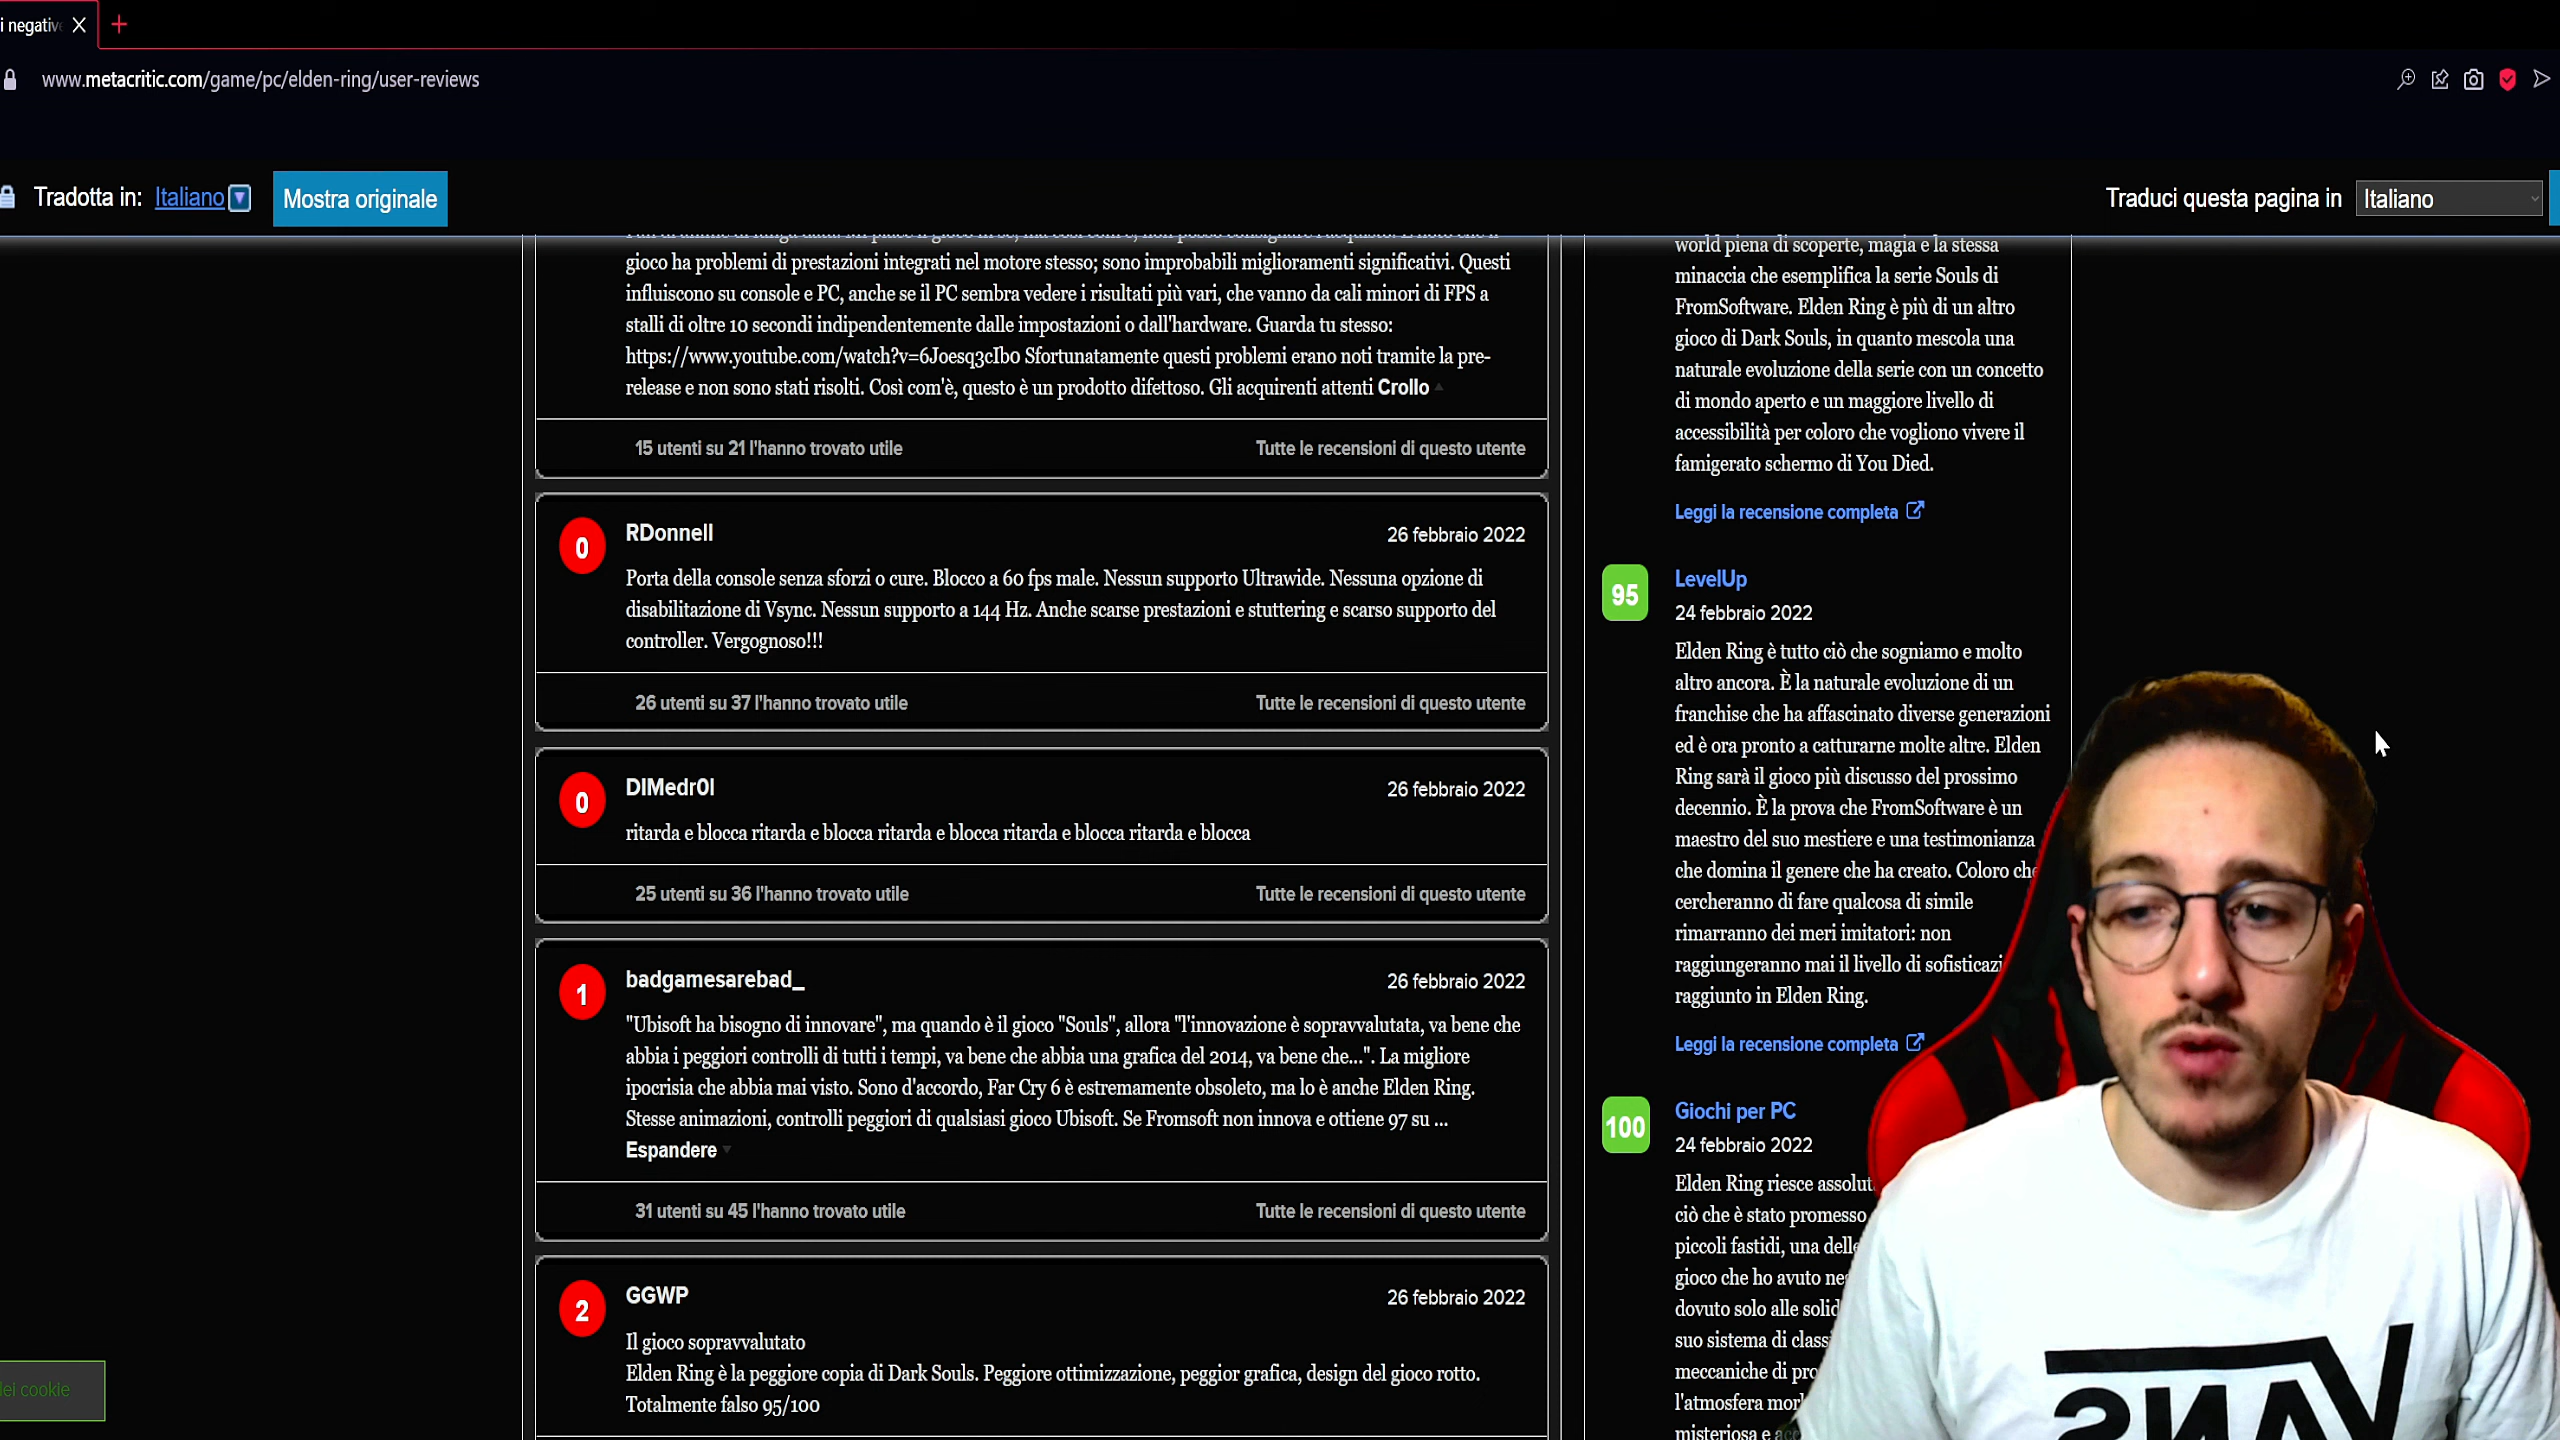 i negativ
www.metacritic.com/game/pc/elden-ring/user-reviews
Tradotta in: Italiano
Mostra originale
Traduci questa pagina in
Italiano
gioco ha problemi di prestazioni integrati nel motore stesso; sono improbabili miglioramenti significativi. Questi
influiscono su console e PC, anche se il PC sembra vedere i risultati più vari, che vanno da cali minori di FPS a
stalli di oltre 10 secondi indipendentemente dalle impostazioni o dall'hardware. Guarda tu stesso:
https://www.youtube.com/watch?v=6Joesq3cIb0 Sfortunatamente questi problemi erano noti tramite la pre-
release e non sono stati risolti. Così com'è, questo è un prodotto difettoso. Gli acquirenti attenti Crollo
15 utenti su 21 l'hanno trovato utile
Tutte le recensioni di questo utente
0
RDonnell
26 febbraio 2022
Porta della console senza sforzi o cure. Blocco a 60 fps male. Nessun supporto Ultrawide. Nessuna opzione di
disabilitazione di Vsync. Nessun supporto a 144 Hz. Anche scarse prestazioni e stuttering e scarso supporto del
controller. Vergognoso!!!
26 utenti su 37 l'hanno trovato utile
Tutte le recensioni di questo utente
0
DIMedr0l
26 febbraio 2022
ritarda e blocca ritarda e blocca ritarda e blocca ritarda e blocca ritarda e blocca
25 utenti su 36 l'hanno trovato utile
Tutte le recensioni di questo utente
1
badgamesarebad_
26 febbraio 2022
"Ubisoft ha bisogno di innovare", ma quando è il gioco "Souls", allora "l'innovazione è sopravvalutata, va bene che
abbia i peggiori controlli di tutti i tempi, va bene che abbia una grafica del 2014, va bene che...". La migliore
ipocrisia che abbia mai visto. Sono d'accordo, Far Cry 6 è estremamente obsoleto, ma lo è anche Elden Ring.
Stesse animazioni, controlli peggiori di qualsiasi gioco Ubisoft. Se Fromsoft non innova e ottiene 97 su ...
Espandere
31 utenti su 45 l'hanno trovato utile
Tutte le recensioni di questo utente
2
GGWP
26 febbraio 2022
Il gioco sopravvalutato
Elden Ring è la peggiore copia di Dark Souls. Peggiore ottimizzazione, peggior grafica, design del gioco rotto.
Totalmente falso 95/100
world piena di scoperte, magia e la stessa
minaccia che esemplifica la serie Souls di
FromSoftware. Elden Ring è più di un altro
gioco di Dark Souls, in quanto mescola una
naturale evoluzione della serie con un concetto
di mondo aperto e un maggiore livello di
accessibilità per coloro che vogliono vivere il
famigerato schermo di You Died.
Leggi la recensione completa
95
LevelUp
24 febbraio 2022
Elden Ring è tutto ciò che sogniamo e molto
altro ancora. È la naturale evoluzione di un
franchise che ha affascinato diverse generazioni
ed è ora pronto a catturarne molte altre. Elden
Ring sarà il gioco più discusso del prossimo
decennio. È la prova che FromSoftware è un
maestro del suo mestiere e una testimonianza
che domina il genere che ha creato. Coloro che
cercheranno di fare qualcosa di simile
rimarranno dei meri imitatori: non
raggiungeranno mai il livello di sofisticazi
raggiunto in Elden Ring.
Leggi la recensione completa
100
Giochi per PC
24 febbraio 2022
Elden Ring riesce assolut
ciò che è stato promesso
piccoli fastidi, una delle
gioco che ho avuto ne
dovuto solo alle solid
suo sistema di classi
meccaniche di pro
l'atmosfera mor
misteriosa e
dei cookie
VANS